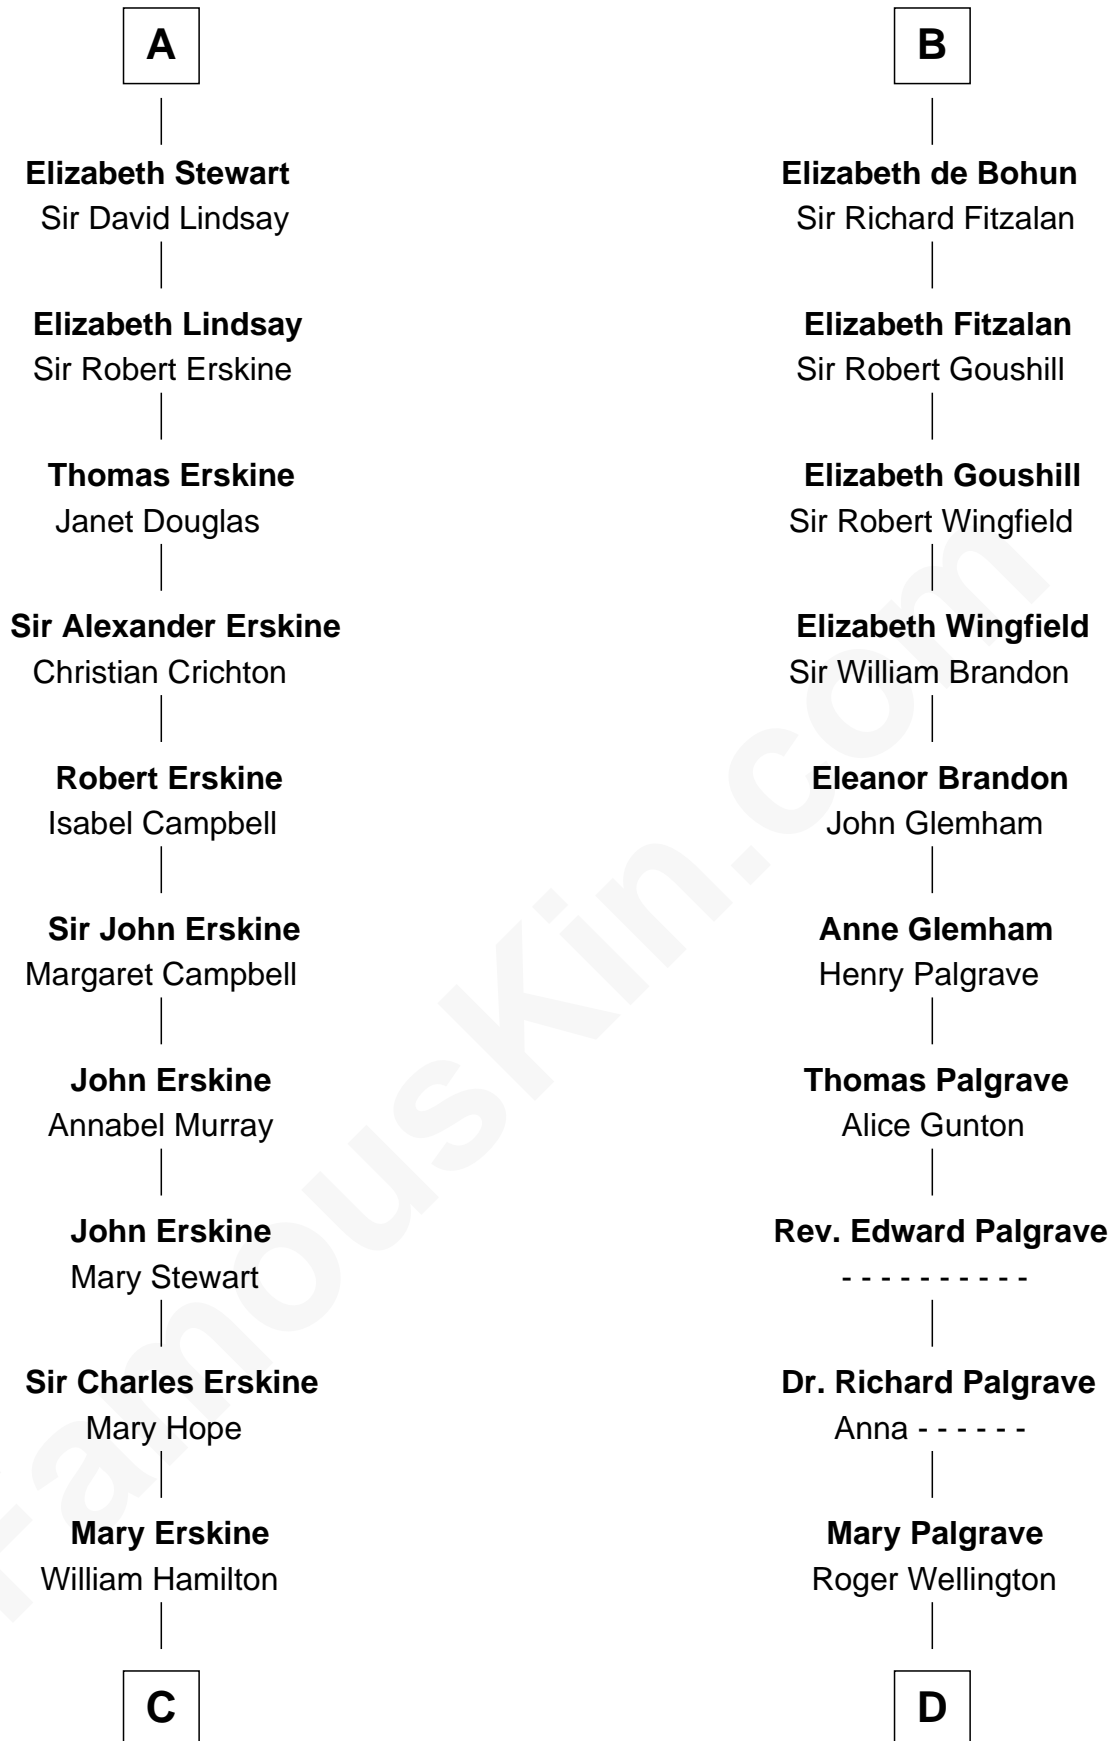 A
Elizabeth Stewart
Sir David Lindsay
Elizabeth Lindsay
Sir Robert Erskine
Thomas Erskine
Janet Douglas
Sir Alexander Erskine
Christian Crichton
Robert Erskine
Isabel Campbell
Sir John Erskine
Margaret Campbell
John Erskine
Annabel Murray
John Erskine
Mary Stewart
Sir Charles Erskine
Mary Hope
Mary Erskine
William Hamilton
C
B
Elizabeth de Bohun
Sir Richard Fitzalan
Elizabeth Fitzalan
Sir Robert Goushill
Elizabeth Goushill
Sir Robert Wingfield
Elizabeth Wingfield
Sir William Brandon
Eleanor Brandon
John Glemham
Anne Glemham
Henry Palgrave
Thomas Palgrave
Alice Gunton
Rev. Edward Palgrave
- - - - - - - - - -
Dr. Richard Palgrave
Anna - - - - - -
Mary Palgrave
Roger Wellington
D
FamousKin.com